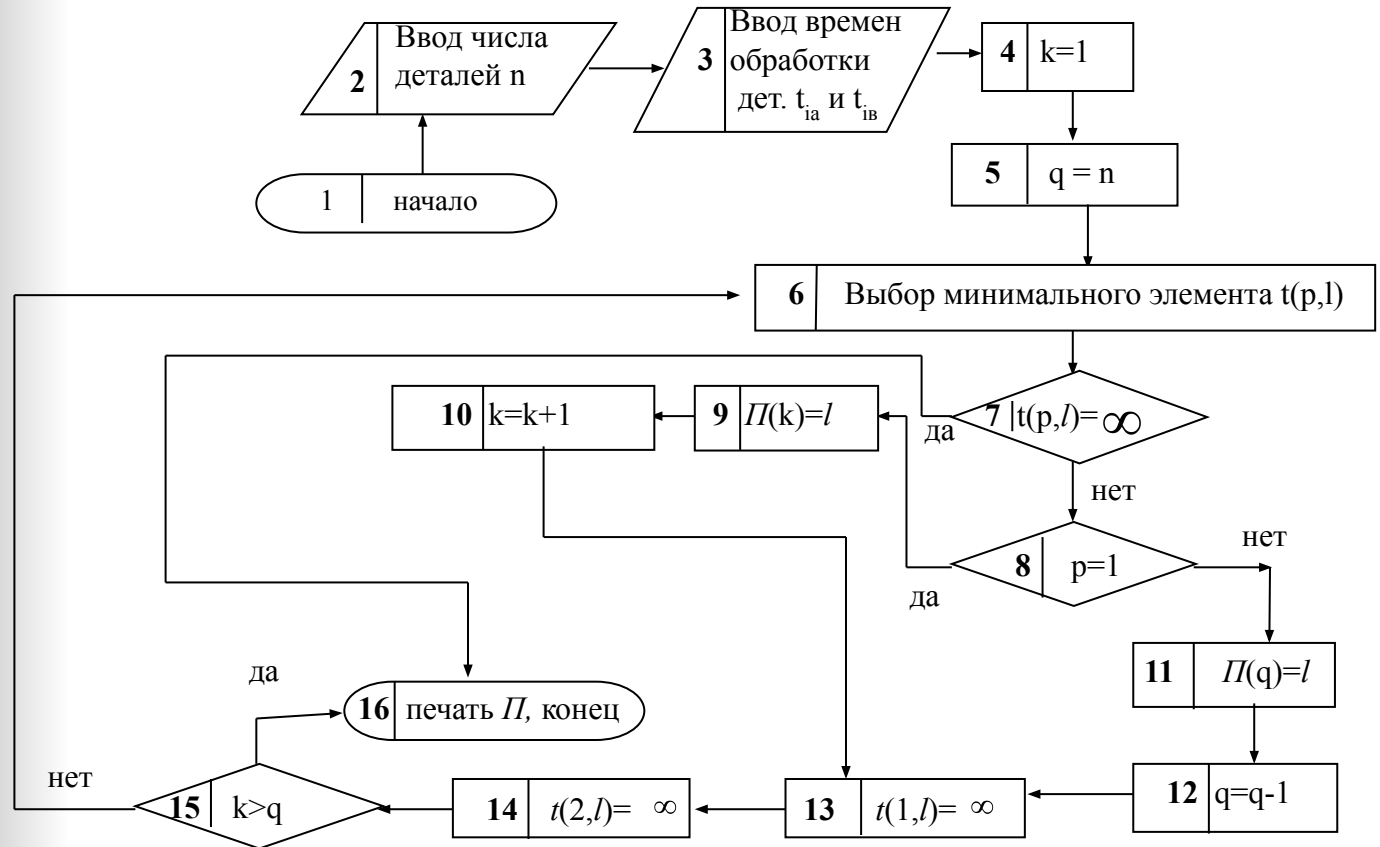 1 начало
2 Ввод числа
деталей n
3 Ввод времен
обработки
дет. tia и tiв
4 k=1
5 q = n
6 Выбор минимального элемента t(p,l)
7 |t(p,l)=∞
да
нет
8 p=1
да
нет
9 П(k)=l
10 k=k+1
11 П(q)=l
12 q=q-1
13 t(1,l)= ∞
14 t(2,l)= ∞
15 k>q
да
нет
16 печать П, конец